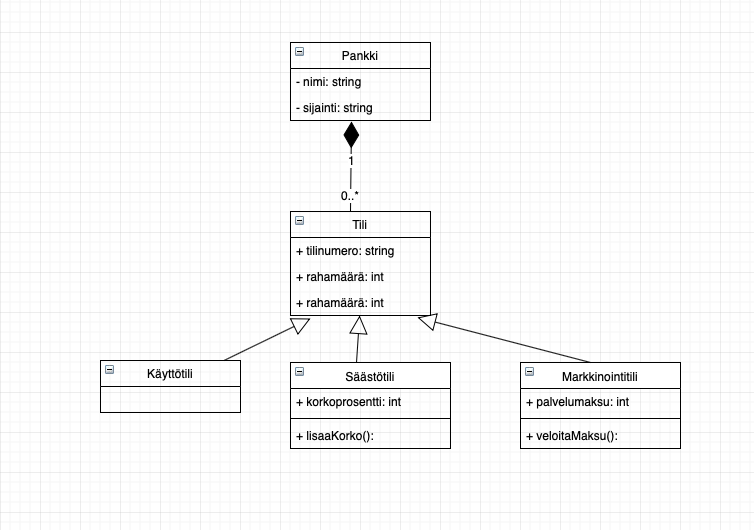 Pankki
- nimi: string
- sijainti: string
1
0..*
Tili
+ tilinumero: string
+ rahamäärä: int
+ rahamäärä: int
Käyttötili
Säästötili
+ korkoprosentti: int
+ lisaaKorko():
Markkinointitili
+ palvelumaksu: int
+ veloitaMaksu():